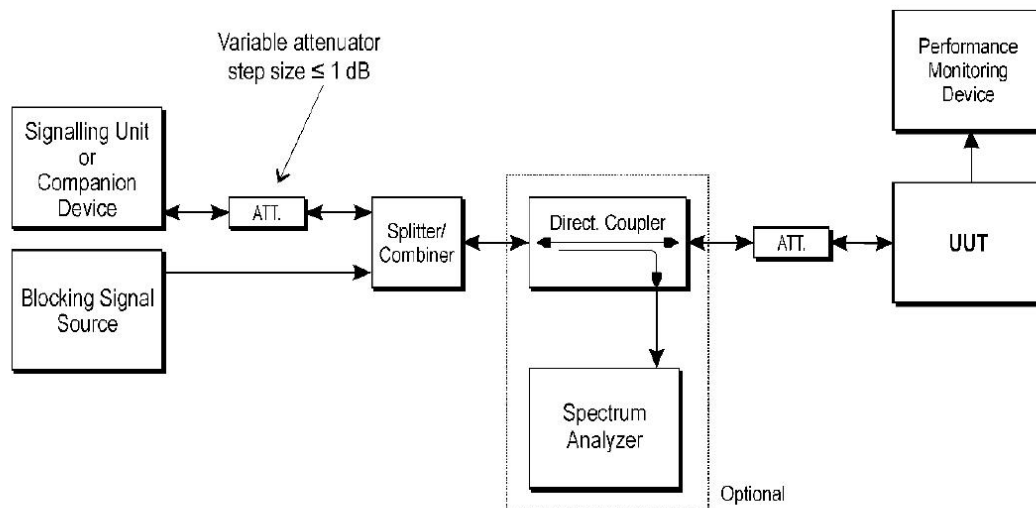 Variable attenuator
step size ≤ 1 dB
Performance
Monitoring
Device
Signalling Unit
or
Companion
Device
ATT.
Splitter/
Combiner
Direct. Coupler
ATT.
UUT
Blocking Signal
Source
Spectrum
Analyzer
Optional